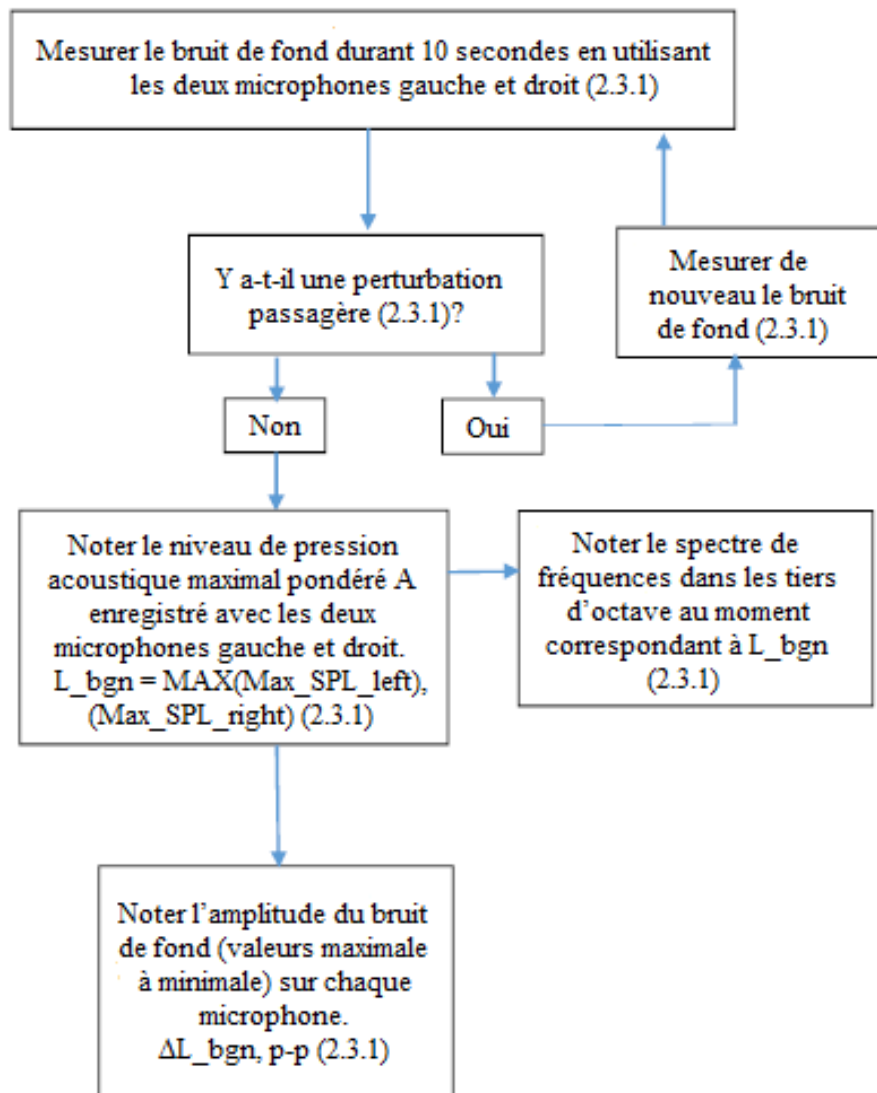 Mesurer le bruit de fond durant 10 secondes en utilisant
les deux microphones gauche et droit (2.3.1)
Y a-t-il une perturbation
passagère (2.3.1)?
Mesurer de
nouveau le bruit
de fond (2.3.1)
Non
Oui
Noter le niveau de pression
acoustique maximal pondéré A
enregistré avec les deux
microphones gauche et droit.
L_bgn = MAX(Max_SPL_left),
(Max_SPL_right) (2.3.1)
Noter le spectre de
fréquences dans les tiers
d’octave au moment
correspondant à L_bgn
(2.3.1)
Noter l’amplitude du bruit
de fond (valeurs maximale
à minimale) sur chaque
microphone.
ΔL_bgn, p-p (2.3.1)